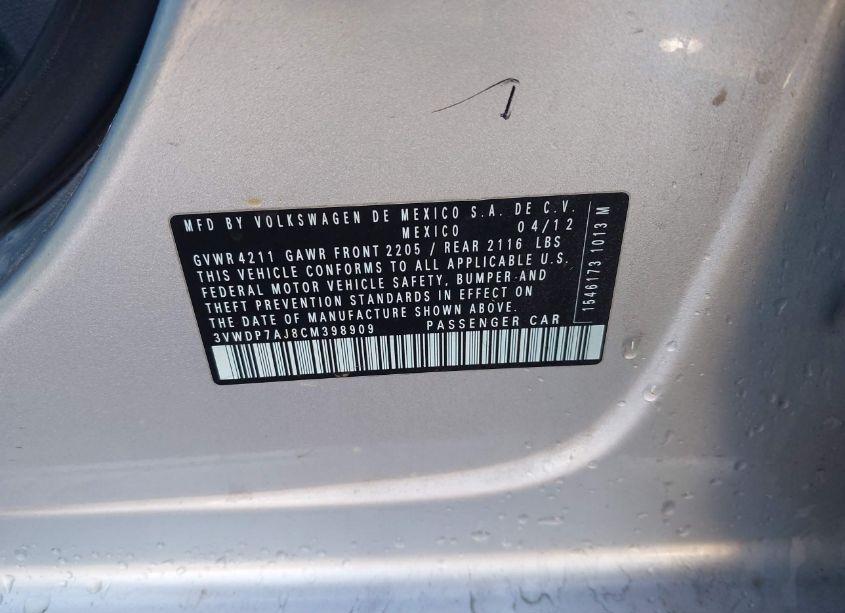 MFD BY VOLKSWAGEN DE MEXICO S.A. DE C.V.
MEXICO 04/12
GVWR 4211 GAWR FRONT 2205 / REAR 2116 LBS
THIS VEHICLE CONFORMS TO ALL APPLICABLE U.S.
FEDERAL MOTOR VEHICLE SAFETY, BUMPER-AND
THEFT PREVENTION STANDARDS IN EFFECT ON
THE DATE OF MANUFACTURE SHOWN ABOVE.
3VWDP7AJ8CM398909 PASSENGER CAR
1546173 1013 M